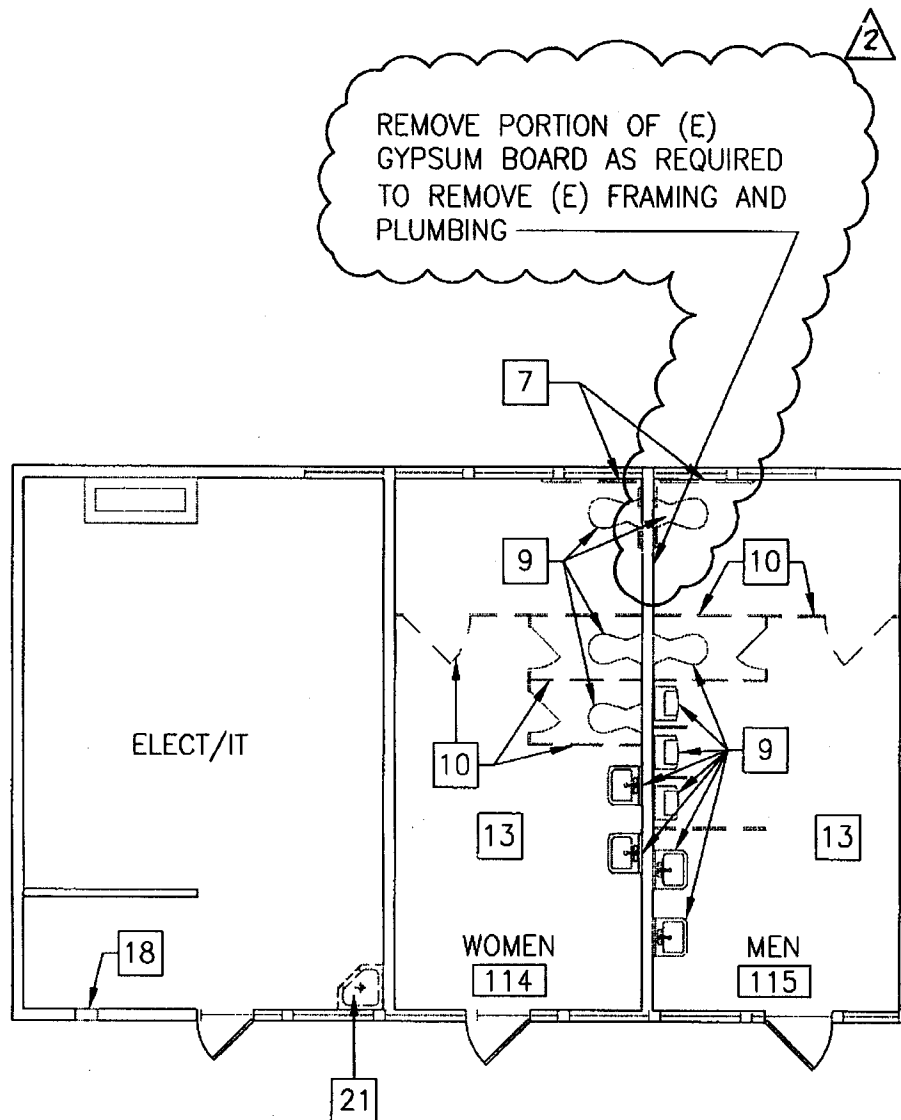 2
REMOVE PORTION OF (E)
GYPSUM BOARD AS REQUIRED
TO REMOVE (E) FRAMING AND
PLUMBING
7
9
10
ELECT/IT
10
9
13
13
18
WOMEN
114
MEN
115
21